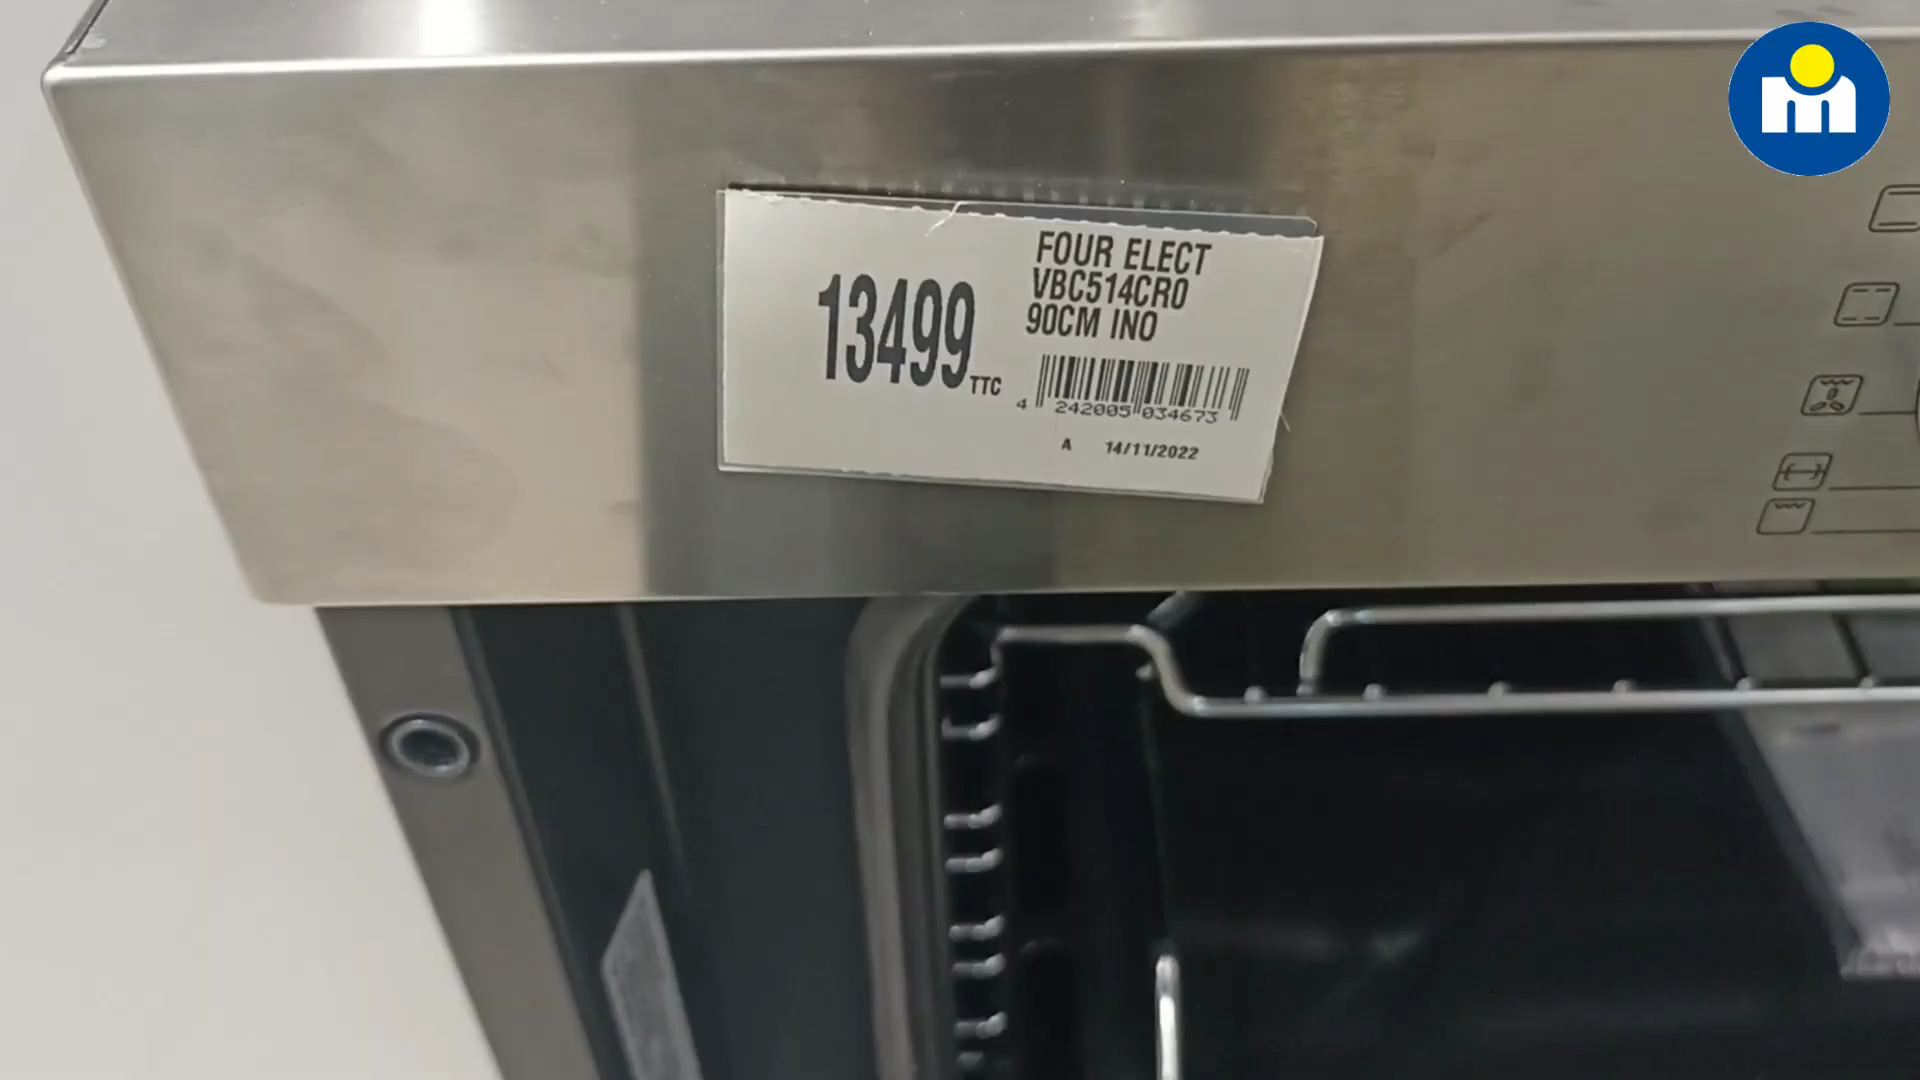 13499 TTC
FOUR ELECT
VBC514CR0
90CM INO
4 242005 034673
A 14/11/2022
m